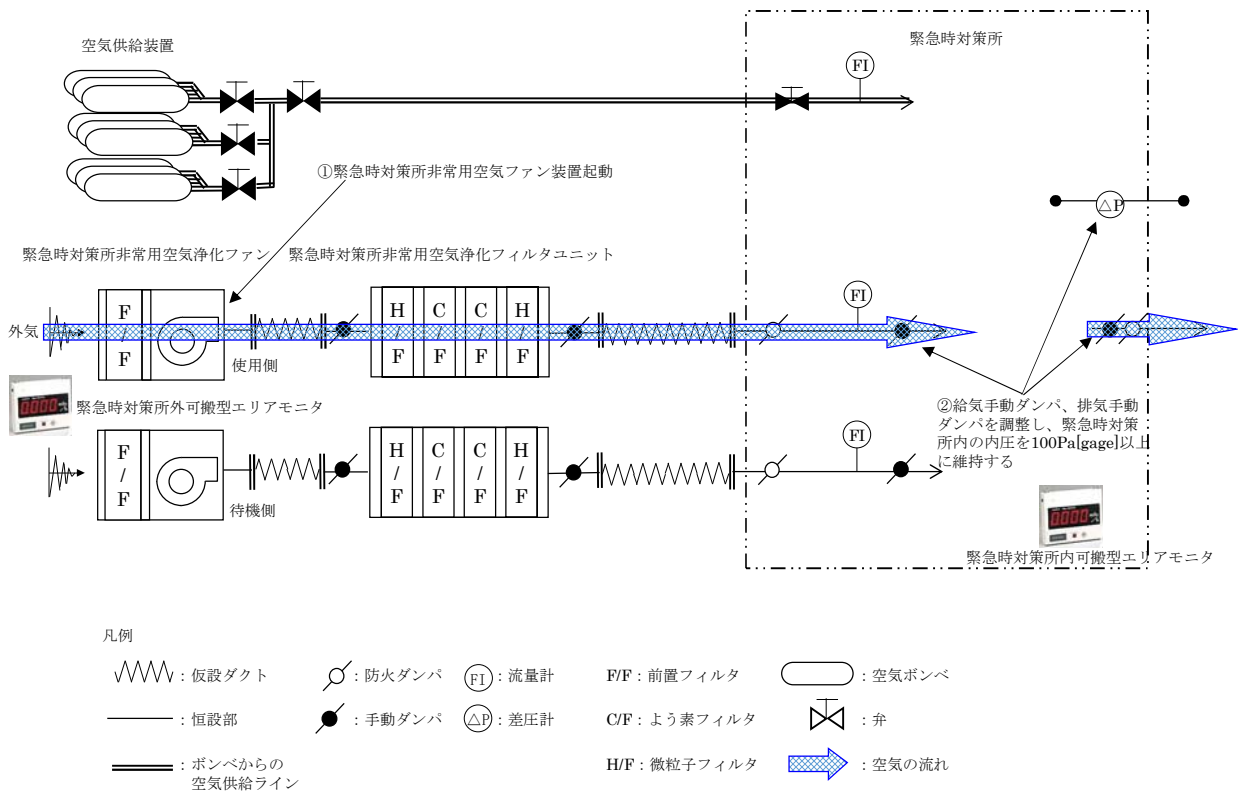 空気供給装置
緊急時対策所
FI
①緊急時対策所非常用空気ファン装置起動
△P
緊急時対策所非常用空気浄化ファン
緊急時対策所非常用空気浄化フィルタユニット
外気
F/F
H/F
C/F
C/F
H/F
FI
使用側
緊急時対策所外可搬型エリアモニタ
②給気手動ダンパ、排気手動
ダンパを調整し、緊急時対策
所内の内圧を100Pa[gage]以上
に維持する
F/F
H/F
C/F
C/F
H/F
FI
待機側
緊急時対策所内可搬型エリアモニタ
凡例
：仮設ダクト
：防火ダンパ
FI：流量計
F/F：前置フィルタ
：空気ボンベ
：恒設部
：手動ダンパ
△P：差圧計
C/F：よう素フィルタ
：弁
：ボンベからの
空気供給ライン
H/F：微粒子フィルタ
：空気の流れ